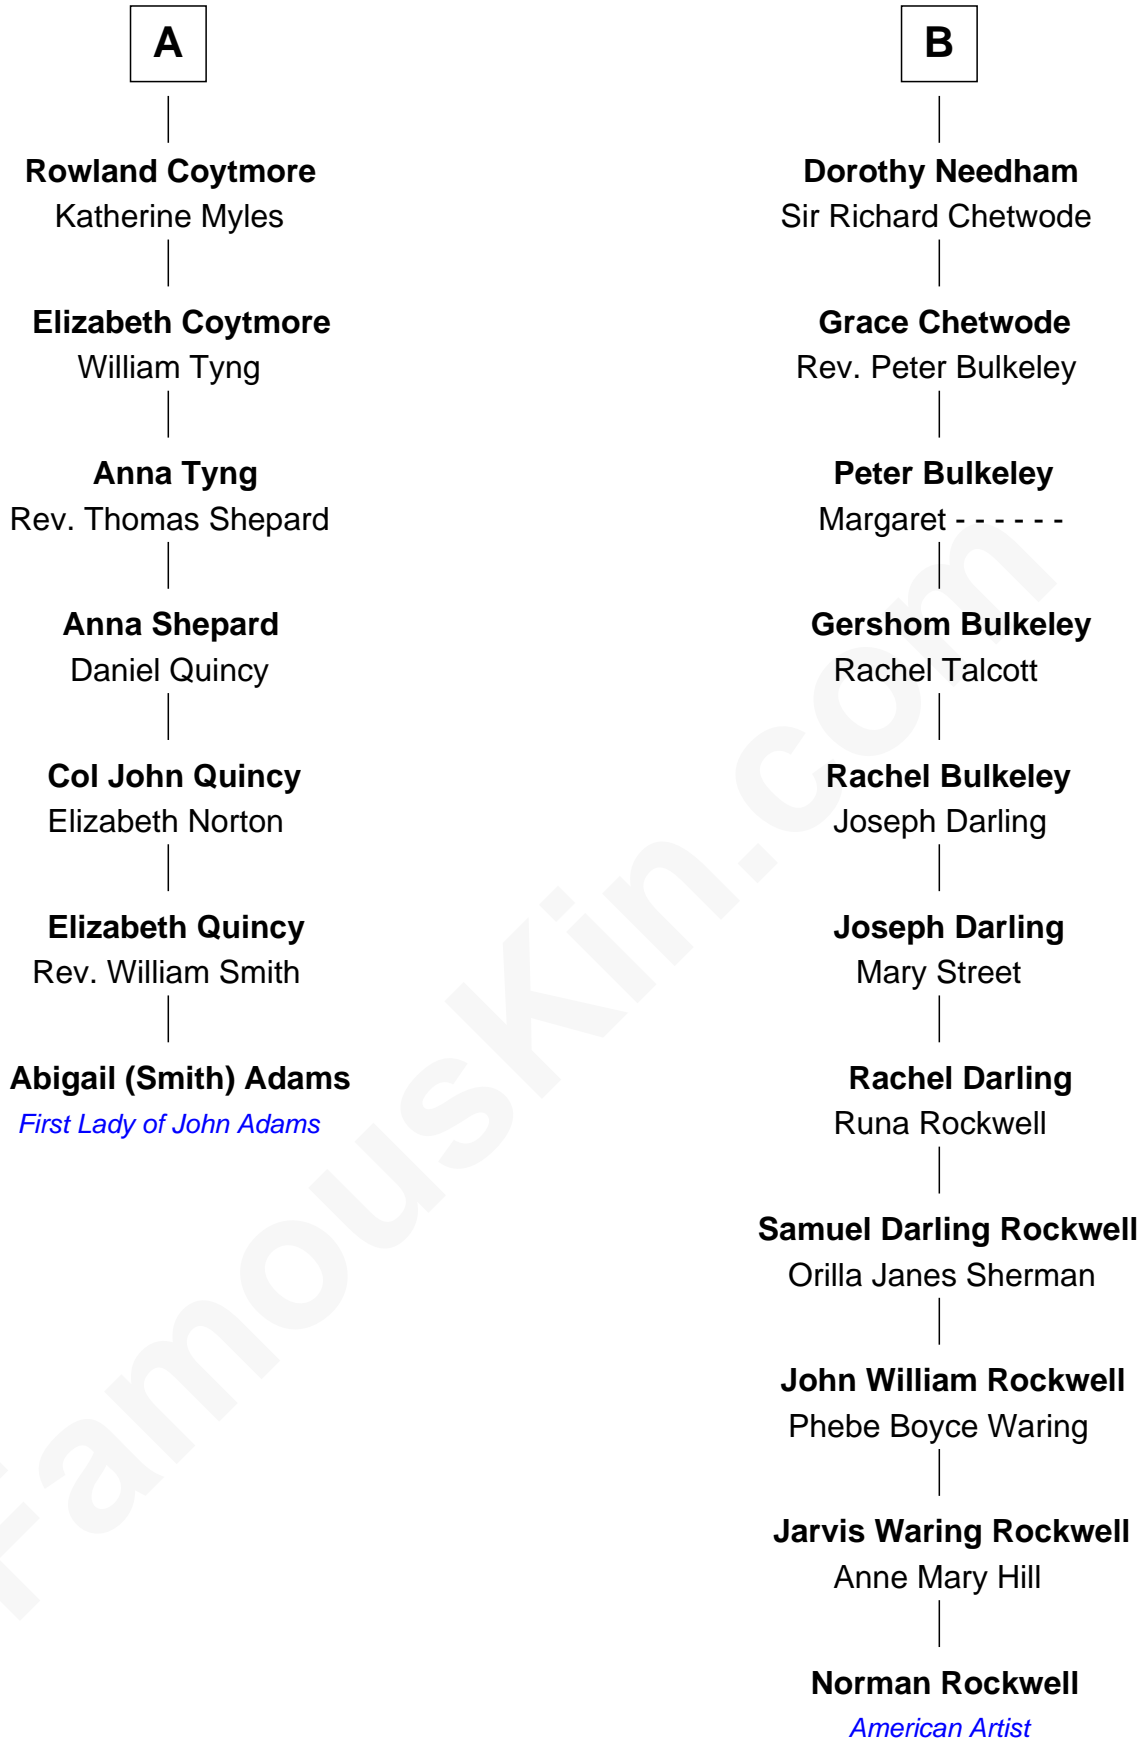 A
Rowland Coytmore
Katherine Myles
Elizabeth Coytmore
William Tyng
Anna Tyng
Rev. Thomas Shepard
Anna Shepard
Daniel Quincy
Col John Quincy
Elizabeth Norton
Elizabeth Quincy
Rev. William Smith
Abigail (Smith) Adams
First Lady of John Adams
B
Dorothy Needham
Sir Richard Chetwode
Grace Chetwode
Rev. Peter Bulkeley
Peter Bulkeley
Margaret - - - - - -
Gershom Bulkeley
Rachel Talcott
Rachel Bulkeley
Joseph Darling
Joseph Darling
Mary Street
Rachel Darling
Runa Rockwell
Samuel Darling Rockwell
Orilla Janes Sherman
John William Rockwell
Phebe Boyce Waring
Jarvis Waring Rockwell
Anne Mary Hill
Norman Rockwell
American Artist
FamousKin.com